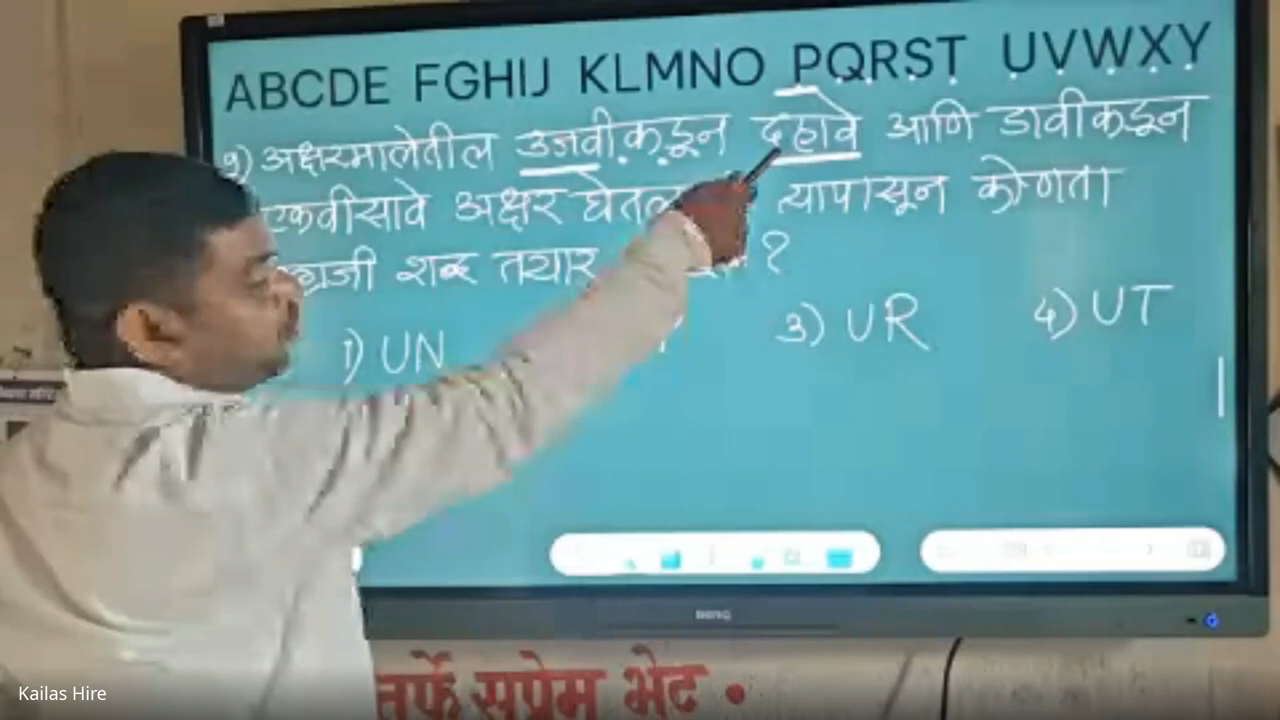 ABCDE FGHIJ KLMNO PQRST UVWXY
१) अक्षरमालेतील उजवीकडून दहावे आणि डावीकडून
एकवीसावे अक्षर त्यापासून कोणता
शब्द तयार ?
1) UN 3) UR 4) UT
BENQ
तर्फे सप्रेम भेट •
Kailas Hire